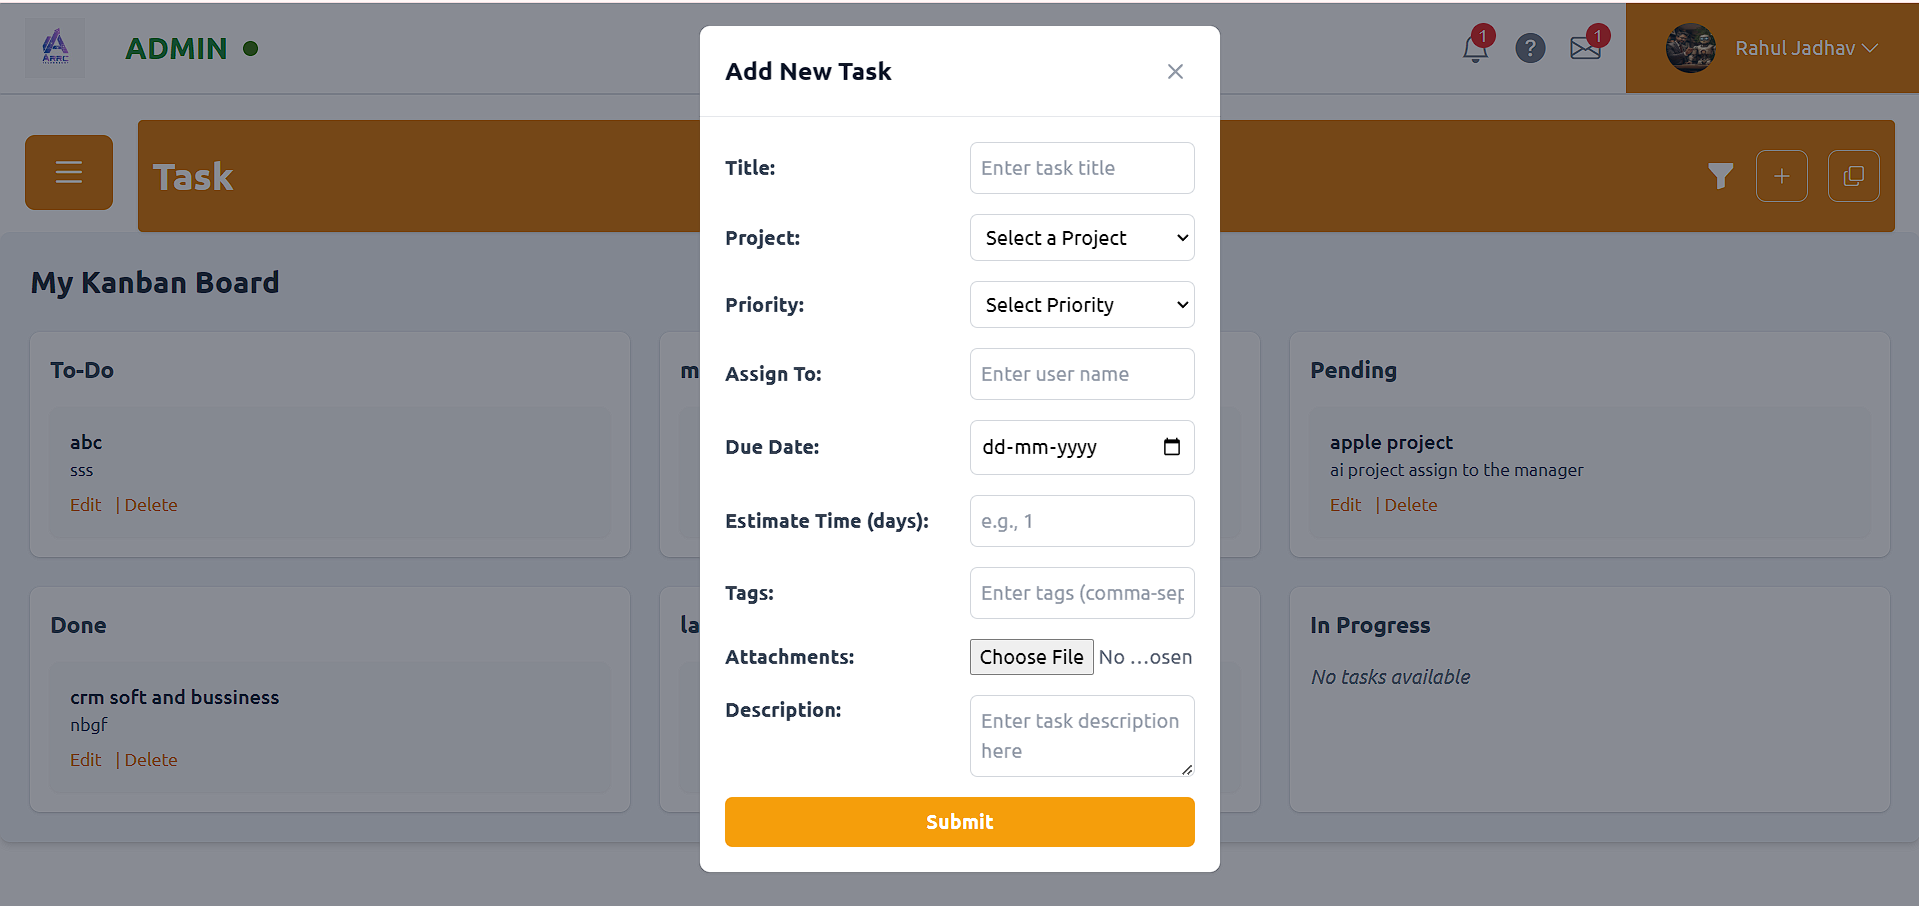 ARRC
ADMIN
1
?
1
Rahul Jadhav
Task
My Kanban Board
To-Do
abc
sss
Edit | Delete
m
Pending
apple project
ai project assign to the manager
Edit | Delete
Done
crm soft and bussiness
nbgf
Edit | Delete
la
In Progress
No tasks available
Add New Task
Title:
Enter task title
Project:
Select a Project
Priority:
Select Priority
Assign To:
Enter user name
Due Date:
dd-mm-yyyy
Estimate Time (days):
e.g., 1
Tags:
Enter tags (comma-sep
Attachments:
Choose File No ...osen
Description:
Enter task description
here
Submit